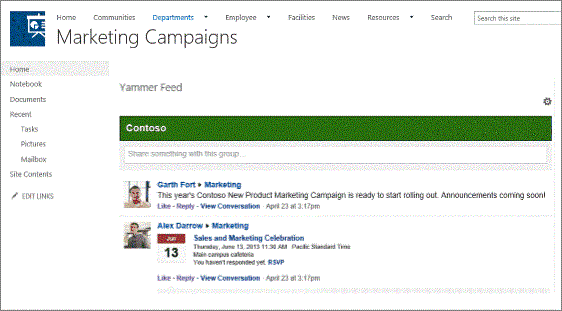 Home Communities Departments Employee Facilities News Resources Search Search this site
Marketing Campaigns
Home
Notebook
Documents
Recent
Tasks
Pictures
Mailbox
Site Contents
EDIT LINKS
Yammer Feed
Contoso
Share something with this group...
Garth Fort Marketing
This year's Contoso New Product Marketing Campaign is ready to start rolling out. Announcements coming soon!
Like - Reply - View Conversation · April 23 at 3:17pm
Alex Darrow Marketing
Jun
13
Sales and Marketing Celebration
Thursday, June 13, 2013 11:36 AM Pacific Standard Time
Main campus cafeteria
You haven't responded yet. RSVP
Like - Reply - View Conversation · April 23 at 3:17pm